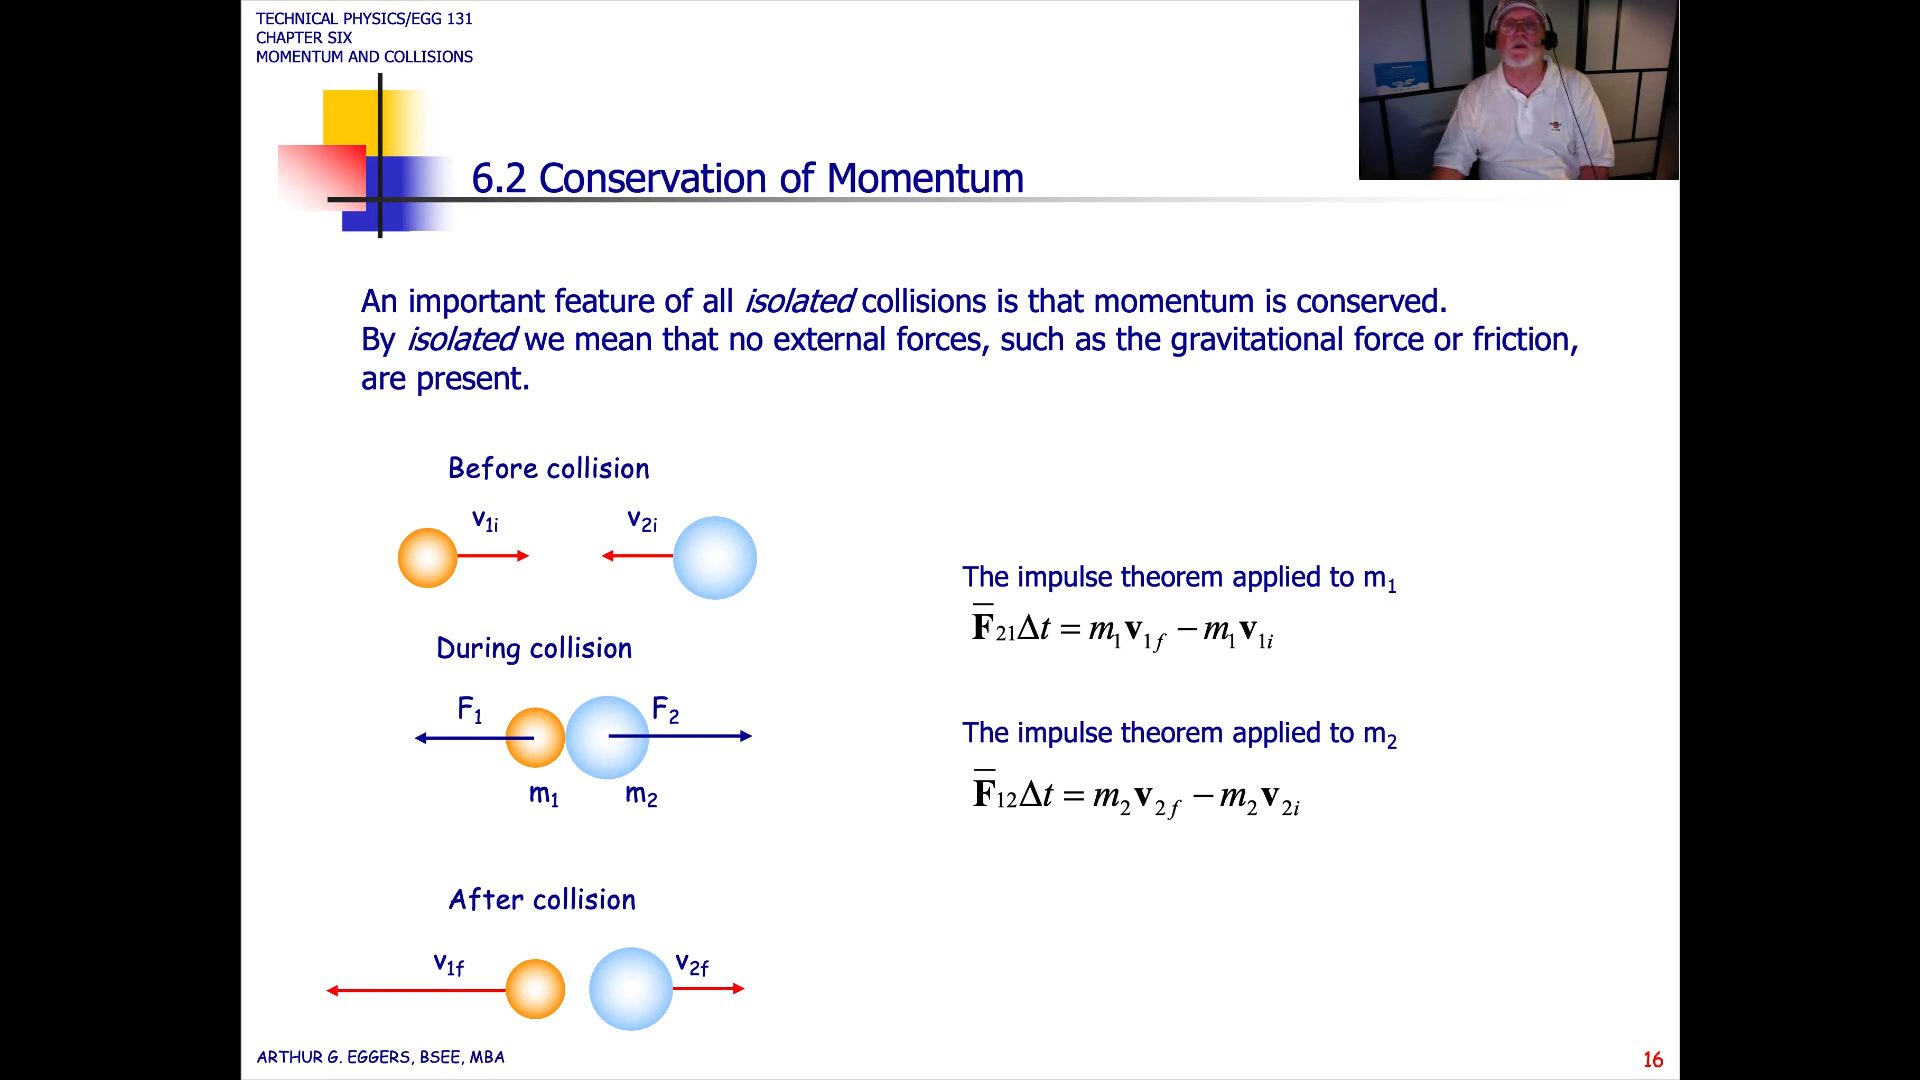 TECHNICAL PHYSICS/EGG 131
CHAPTER SIX
MOMENTUM AND COLLISIONS
6.2 Conservation of Momentum
An important feature of all isolated collisions is that momentum is conserved.
By isolated we mean that no external forces, such as the gravitational force or friction,
are present.
Before collision
v₁ᵢ v₂ᵢ
The impulse theorem applied to m₁
F̅₂₁Δt = m₁v₁f − m₁v₁ᵢ
During collision
F₁ F₂
m₁ m₂
The impulse theorem applied to m₂
F̅₁₂Δt = m₂v₂f − m₂v₂ᵢ
After collision
v₁f v₂f
ARTHUR G. EGGERS, BSEE, MBA
16